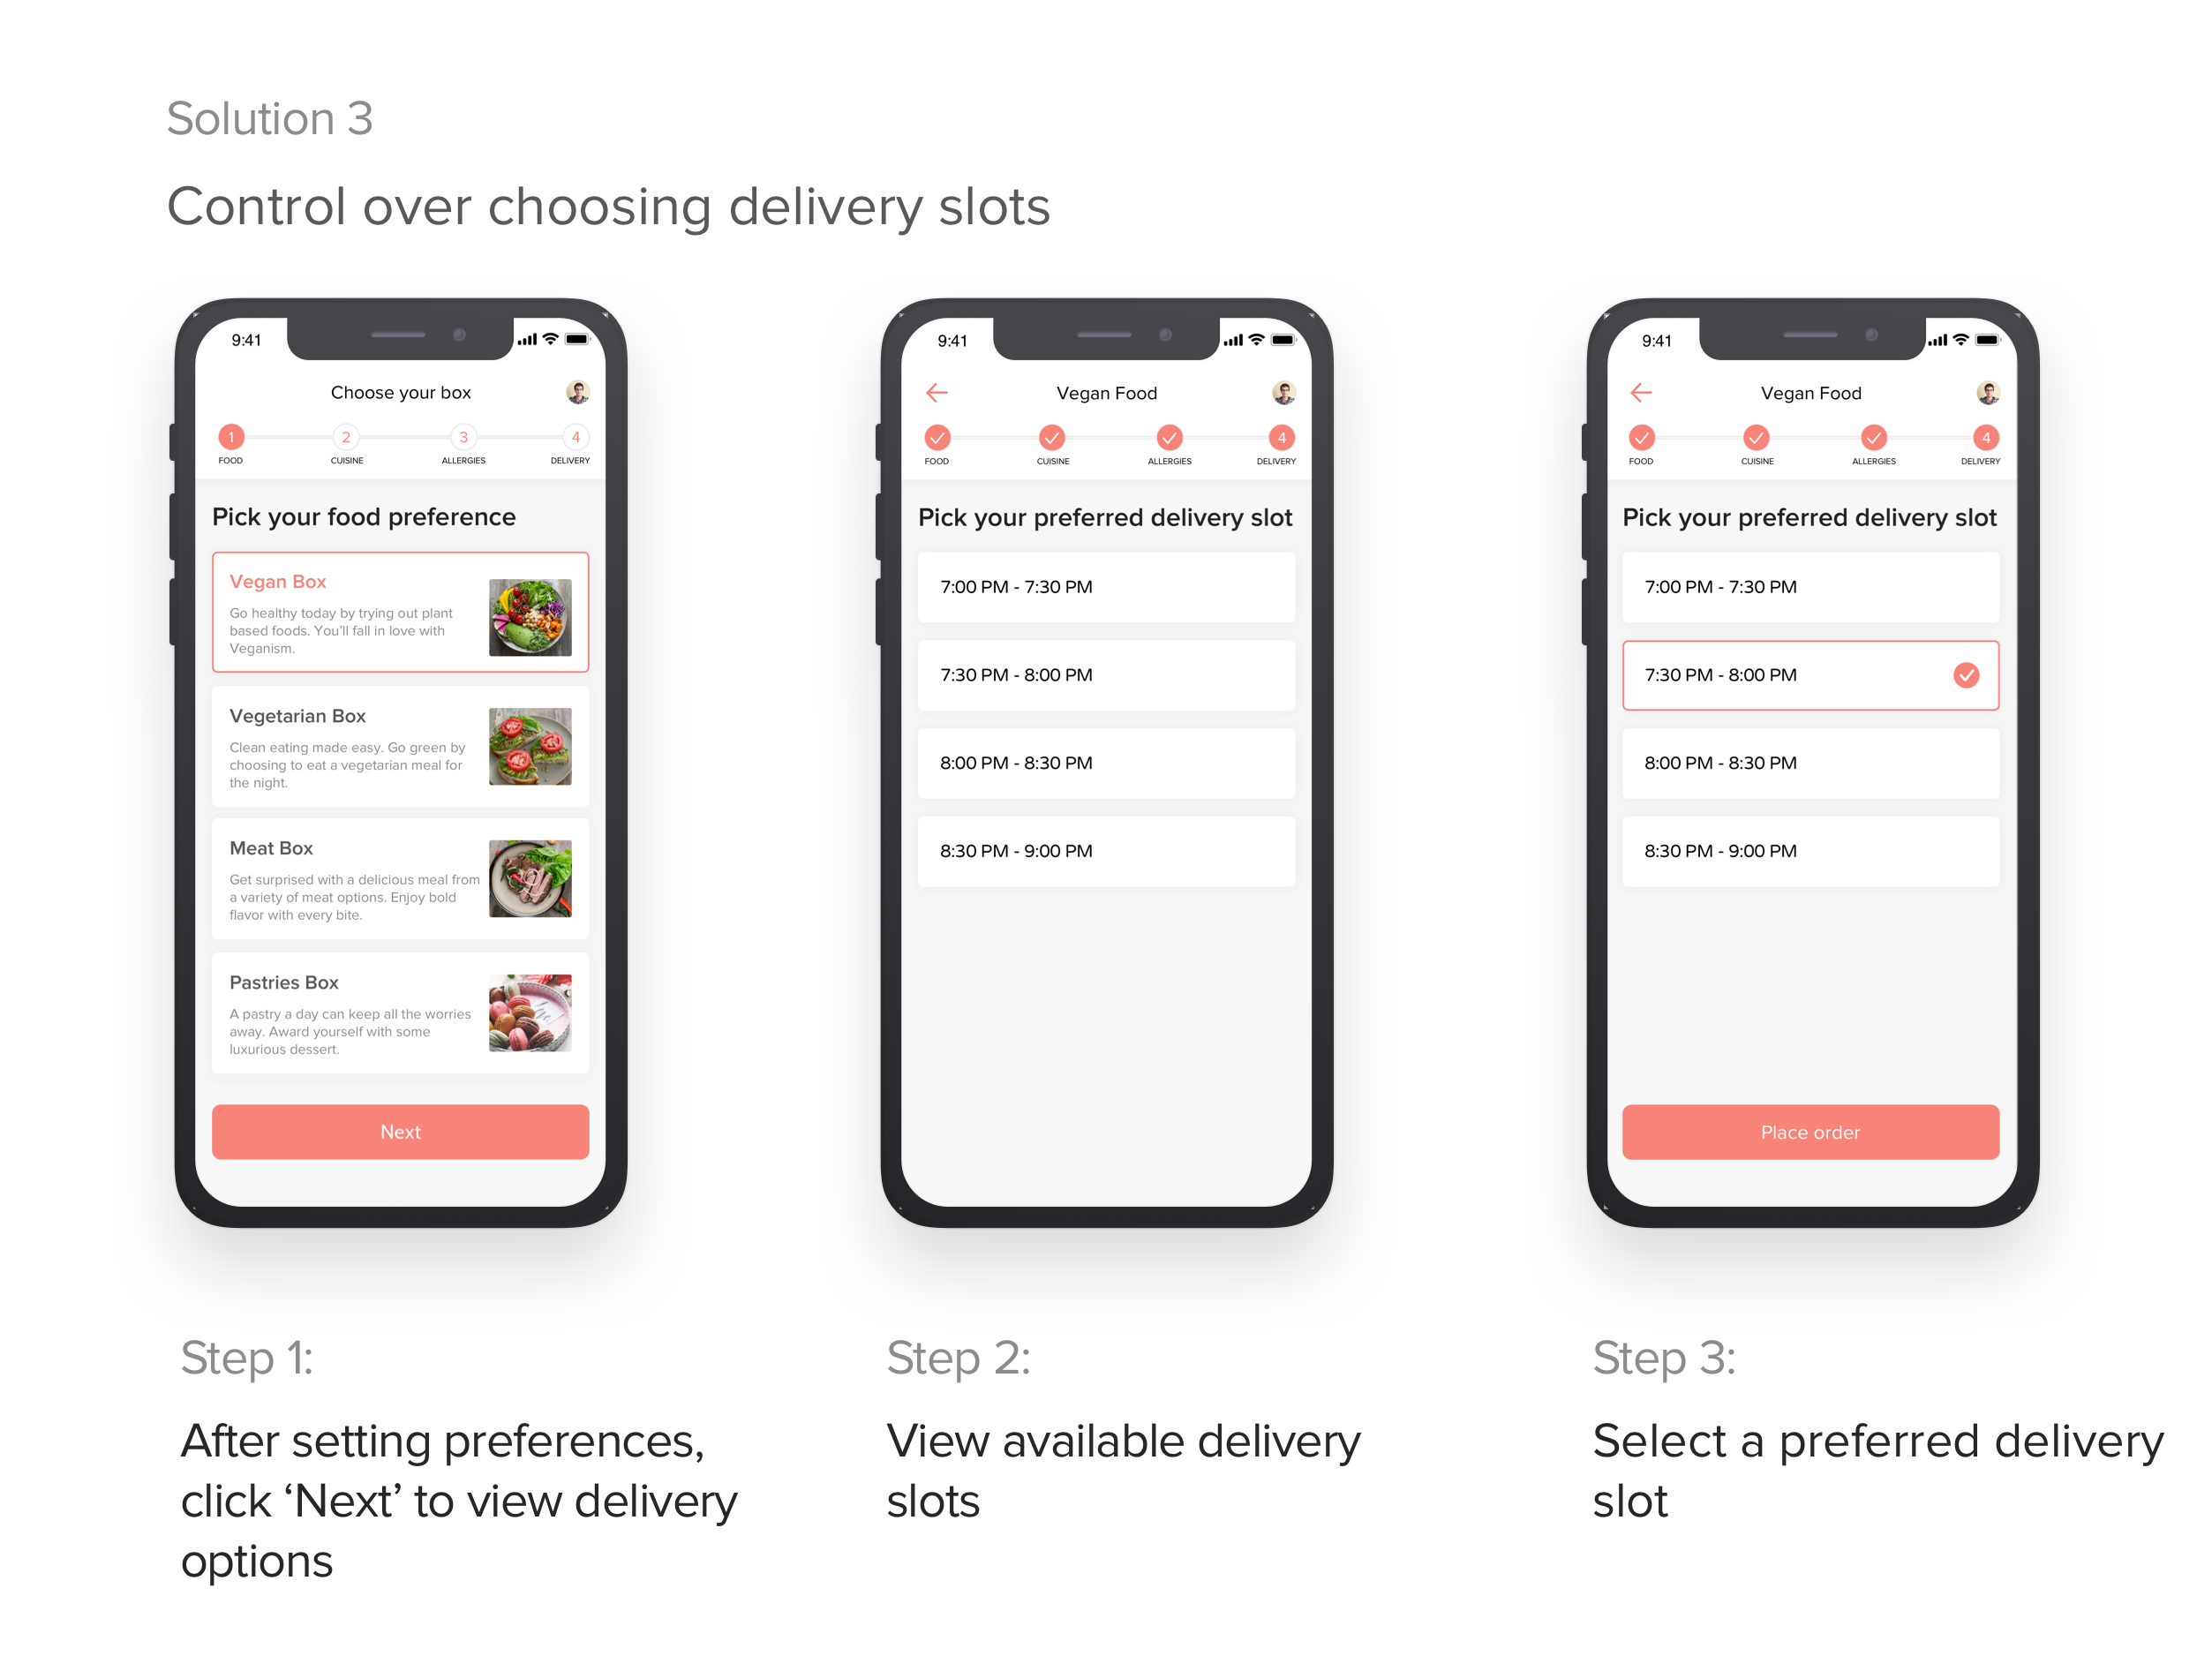 Solution 3
Control over choosing delivery slots
9:41
Choose your box
1
2
3
4
FOOD
CUISINE
ALLERGIES
DELIVERY
Pick your food preference
Vegan Box
Go healthy today by trying out plant
based foods. You’ll fall in love with
Veganism.
Vegetarian Box
Clean eating made easy. Go green by
choosing to eat a vegetarian meal for
the night.
Meat Box
Get surprised with a delicious meal from
a variety of meat options. Enjoy bold
flavor with every bite.
Pastries Box
A pastry a day can keep all the worries
away. Award yourself with some
luxurious dessert.
Next
9:41
Vegan Food
4
FOOD
CUISINE
ALLERGIES
DELIVERY
Pick your preferred delivery slot
7:00 PM - 7:30 PM
7:30 PM - 8:00 PM
8:00 PM - 8:30 PM
8:30 PM - 9:00 PM
9:41
Vegan Food
4
FOOD
CUISINE
ALLERGIES
DELIVERY
Pick your preferred delivery slot
7:00 PM - 7:30 PM
7:30 PM - 8:00 PM
8:00 PM - 8:30 PM
8:30 PM - 9:00 PM
Place order
Step 1:
After setting preferences,
click ‘Next’ to view delivery
options
Step 2:
View available delivery
slots
Step 3:
Select a preferred delivery
slot